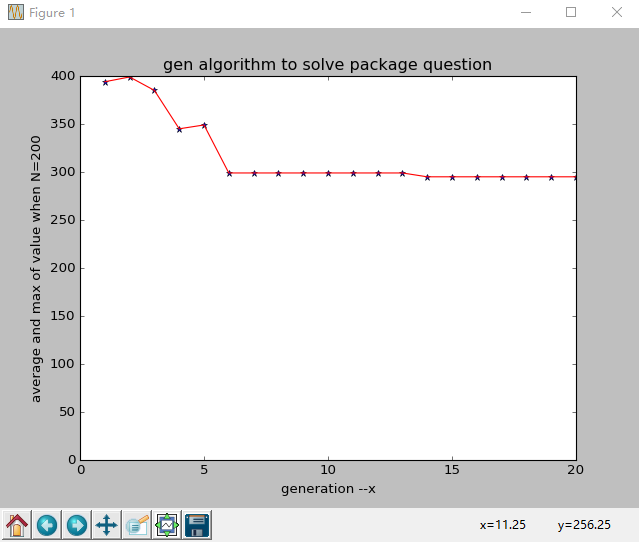 Figure 1
gen algorithm to solve package question
400
350
300
250
200
150
100
50
0
average and max of value when N=200
0 5 10 15 20
generation --x
x=11.25 y=256.25